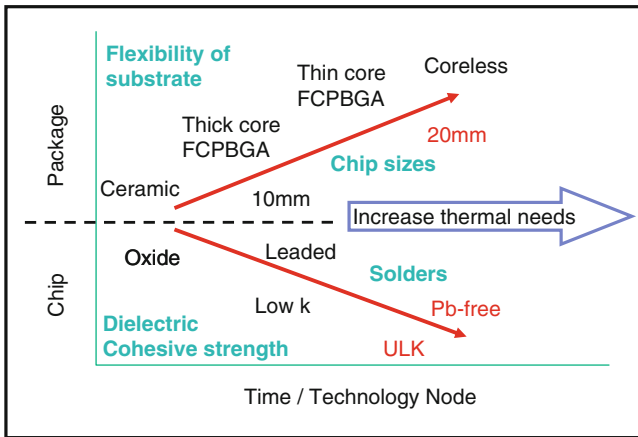 Flexibility of
substrate
Thin core
FCPBGA
Coreless
Thick core
FCPBGA
20mm
Chip sizes
Package
Ceramic
10mm
Increase thermal needs
Oxide
Leaded
Solders
Chip
Low k
Pb-free
Dielectric
Cohesive strength
ULK
Time / Technology Node